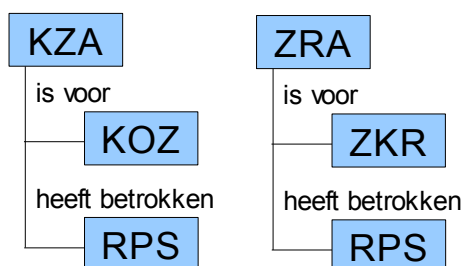 KZA
is voor
KOZ
heeft betrokken
RPS
ZRA
is voor
ZKR
heeft betrokken
RPS